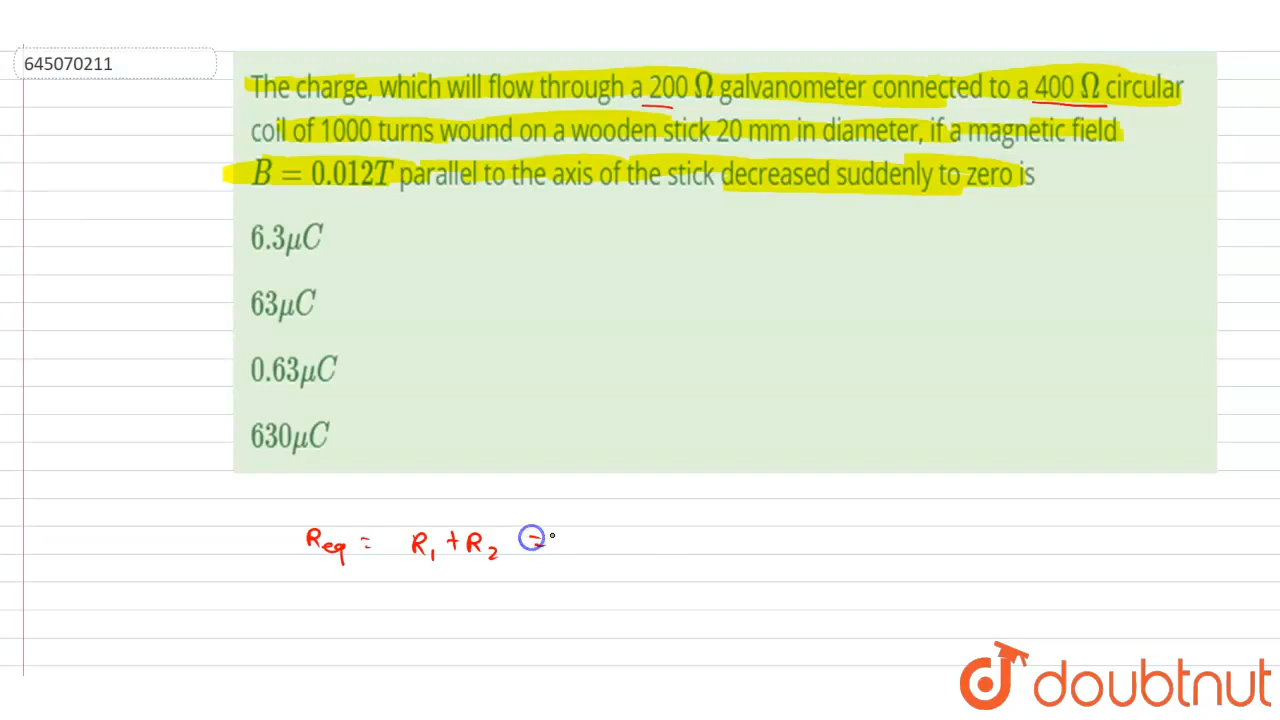 645070211
The charge, which will flow through a 200 Ω galvanometer connected to a 400 Ω circular
coil of 1000 turns wound on a wooden stick 20 mm in diameter, if a magnetic field
B = 0.012T parallel to the axis of the stick decreased suddenly to zero is
6.3μC
63μC
0.63μC
630μC
Req = R1 + R2 =
doubtnut